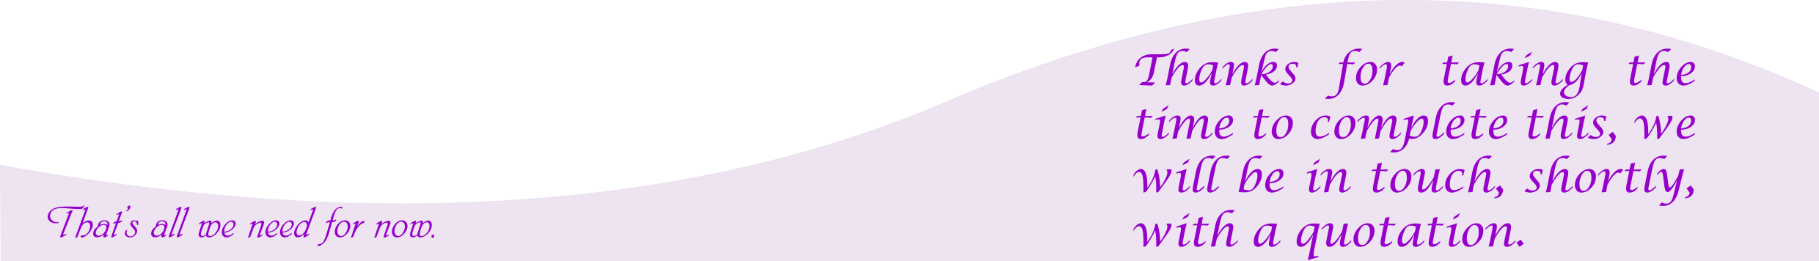 Thanks for taking the
time to complete this, we
will be in touch, shortly,
with a quotation.
That's all we need for now.